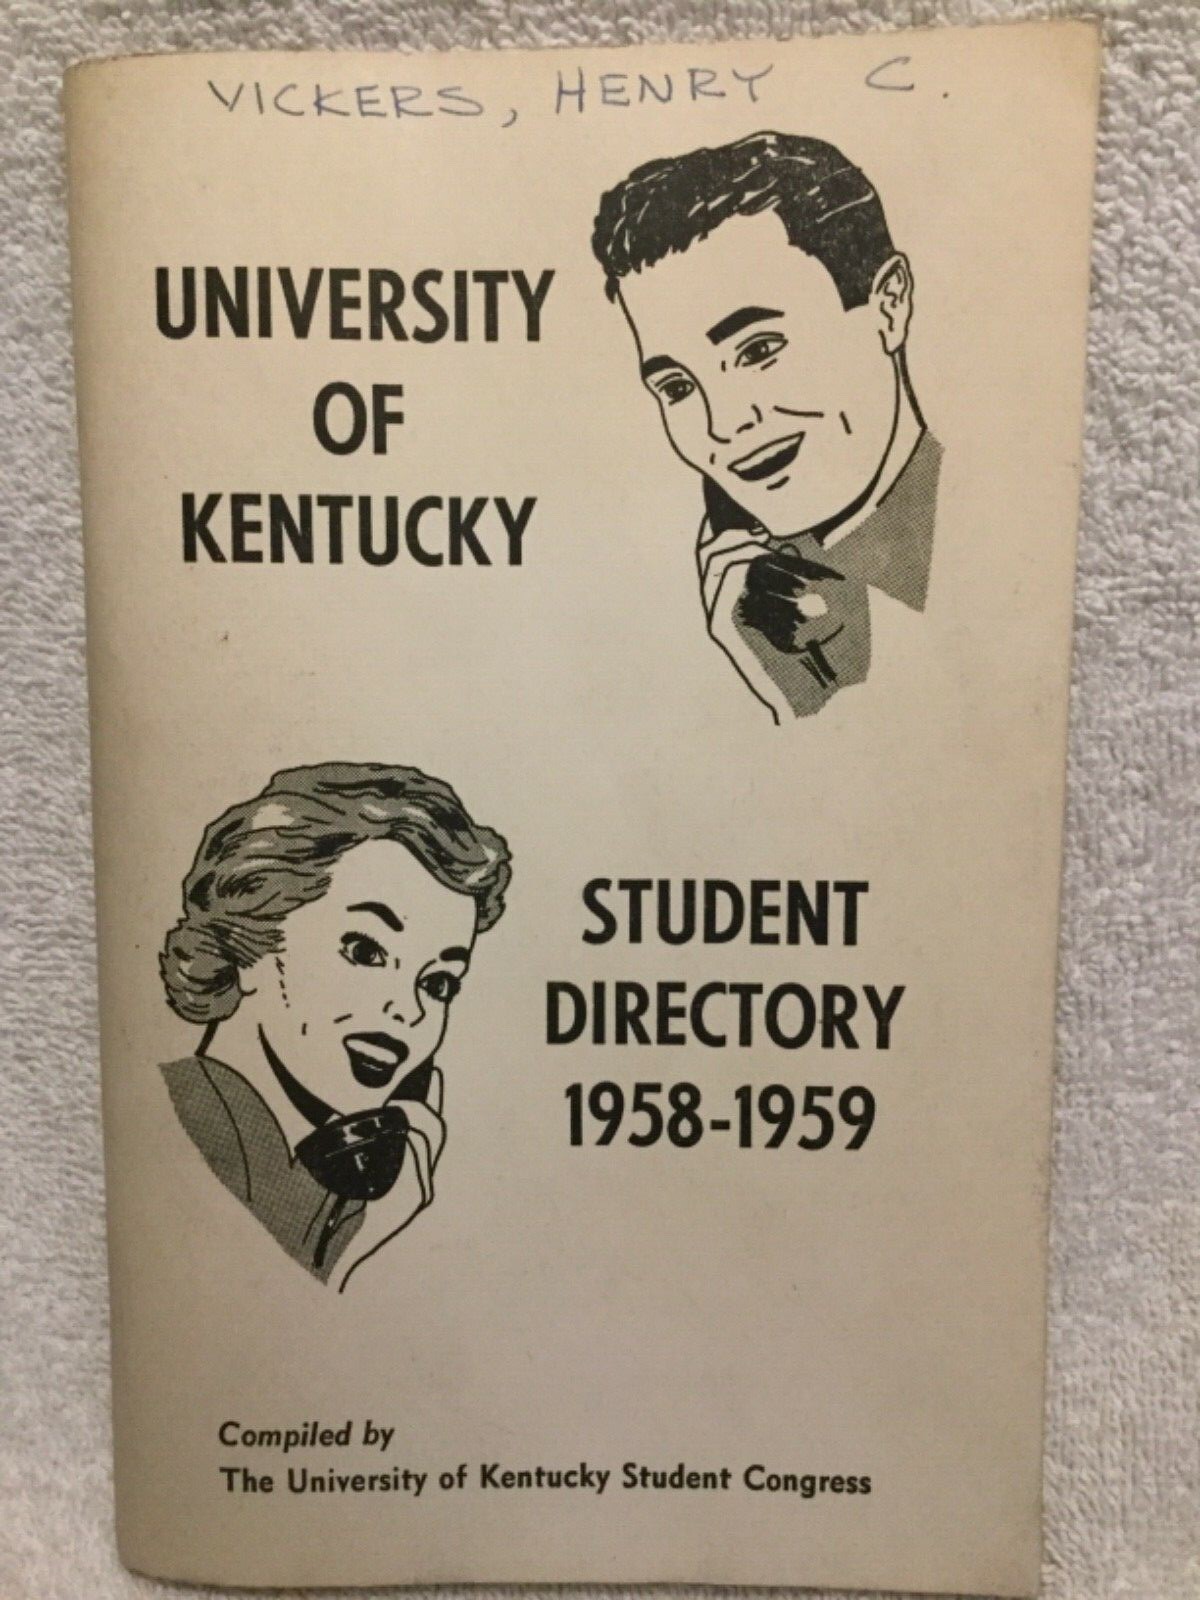 VICKERS, HENRY C.
UNIVERSITY
OF
KENTUCKY
STUDENT
DIRECTORY
1958-1959
Compiled by
The University of Kentucky Student Congress